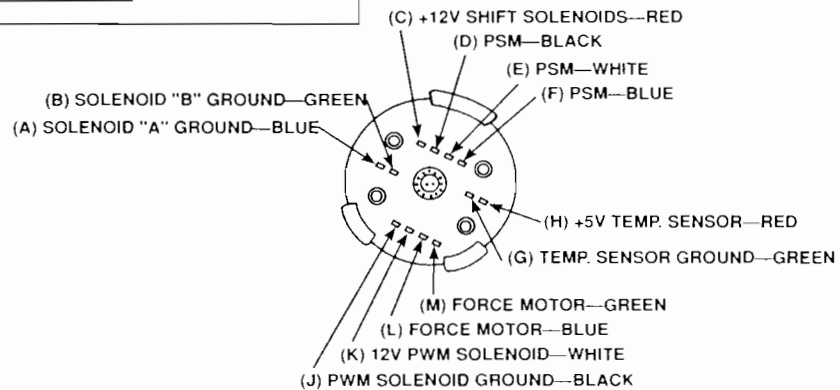 (C) +12V SHIFT SOLENOIDS—RED
(D) PSM—BLACK
(E) PSM—WHITE
(F) PSM—BLUE
(B) SOLENOID "B" GROUND—GREEN
(A) SOLENOID "A" GROUND—BLUE
(H) +5V TEMP. SENSOR—RED
(G) TEMP. SENSOR GROUND—GREEN
(M) FORCE MOTOR—GREEN
(L) FORCE MOTOR—BLUE
(K) 12V PWM SOLENOID—WHITE
(J) PWM SOLENOID GROUND—BLACK